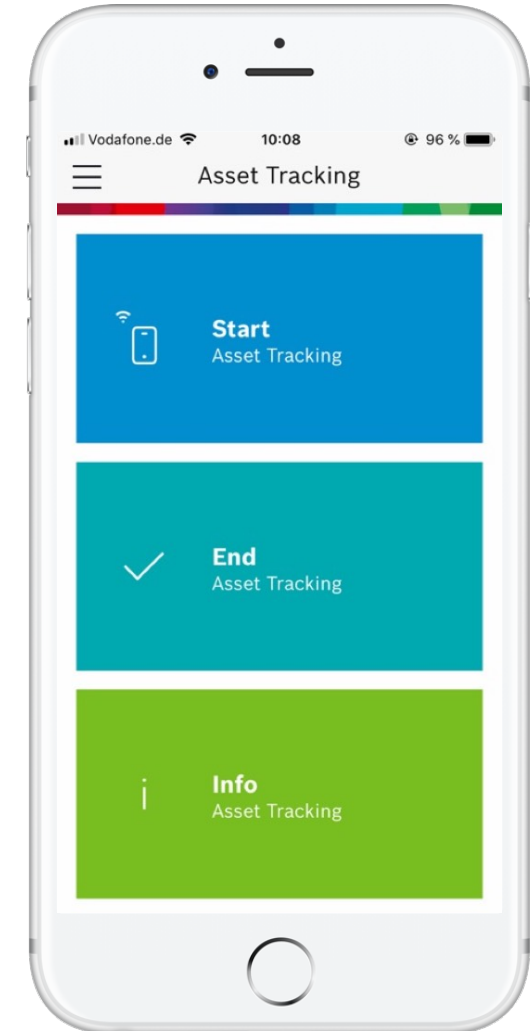 Vodafone.de
10:08
96 %
Asset Tracking
Start
Asset Tracking
End
Asset Tracking
i
Info
Asset Tracking